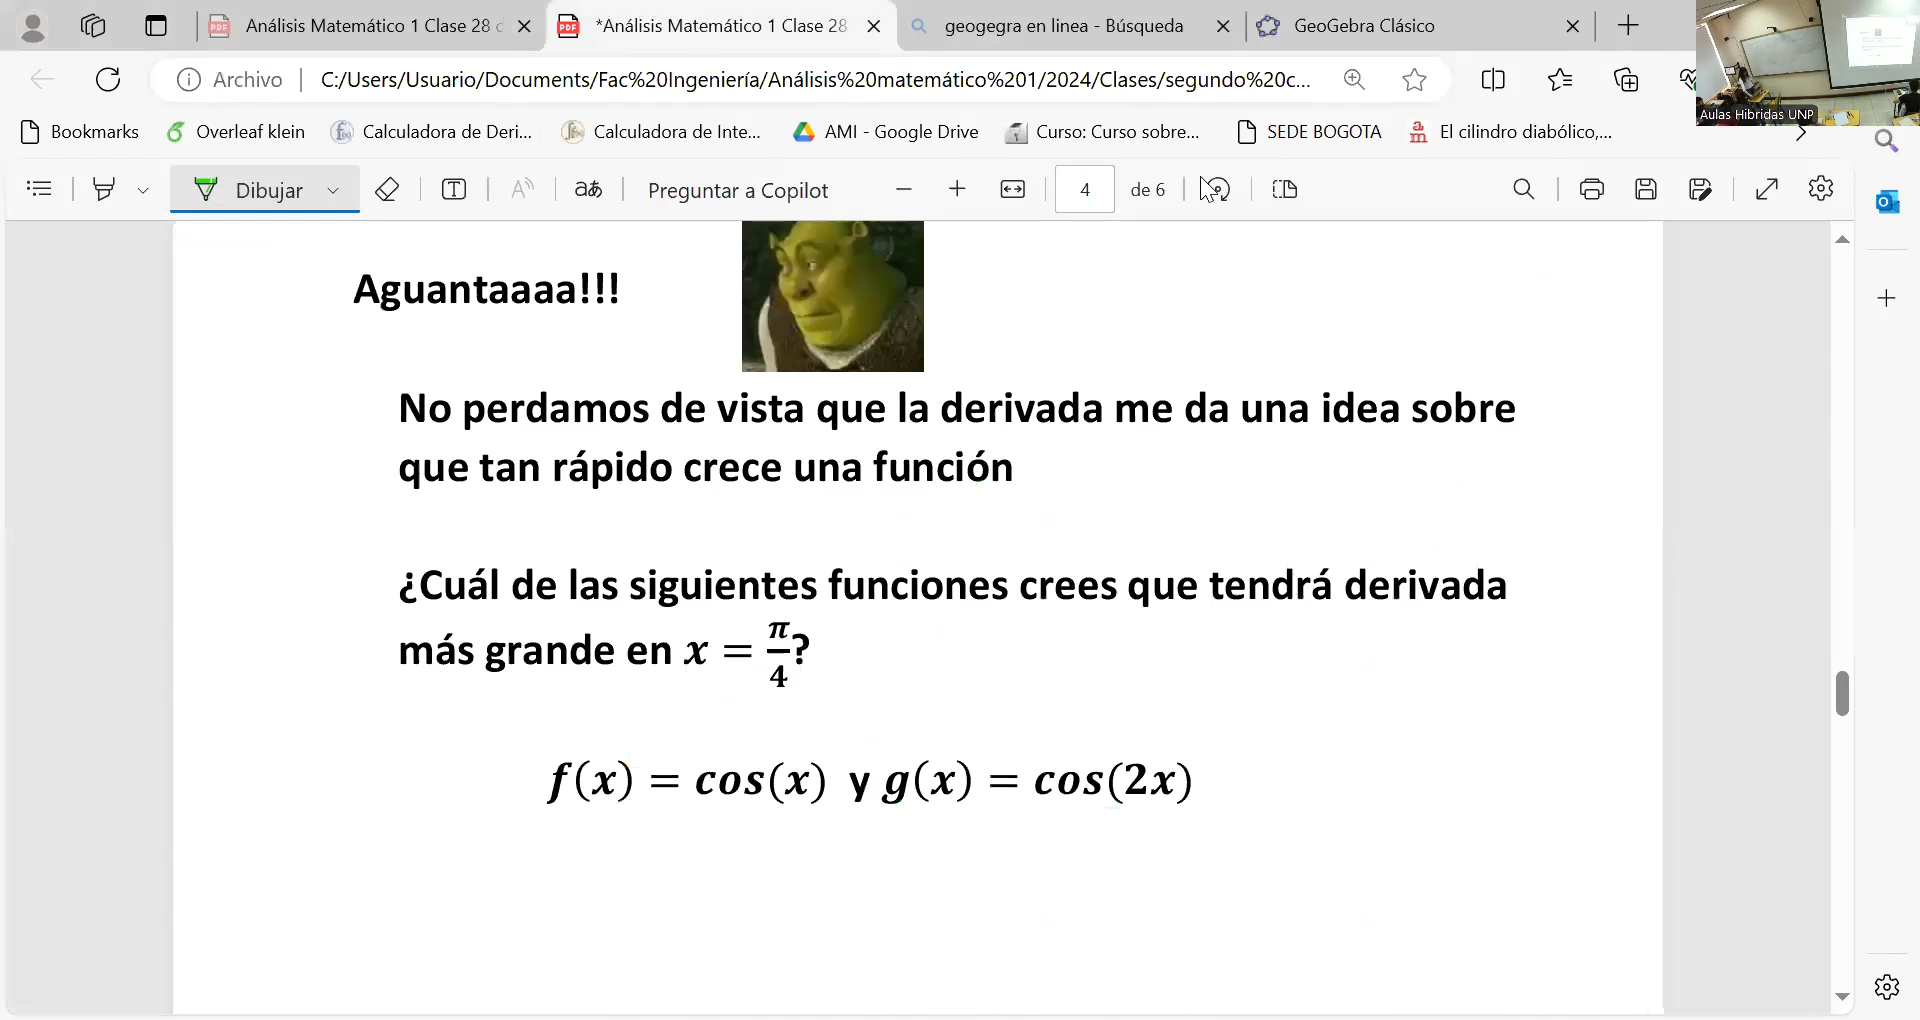 Análisis Matemático 1 Clase 28 c
*Análisis Matemático 1 Clase 28
geogegra en linea - Búsqueda
GeoGebra Clásico
Archivo
C:/Users/Usuario/Documents/Fac%20Ingeniería/Análisis%20matemático%201/2024/Clases/segundo%20c...
Bookmarks
Overleaf klein
Calculadora de Deri...
Calculadora de Inte...
AMI - Google Drive
Curso: Curso sobre...
SEDE BOGOTA
El cilindro diabólico,...
Aulas Hibridas UNP
Dibujar
aあ
Preguntar a Copilot
4 de 6
Aguantaaaa!!!
No perdamos de vista que la derivada me da una idea sobre
que tan rápido crece una función
¿Cuál de las siguientes funciones crees que tendrá derivada
más grande en x = π/4?
f(x) = cos(x) y g(x) = cos(2x)